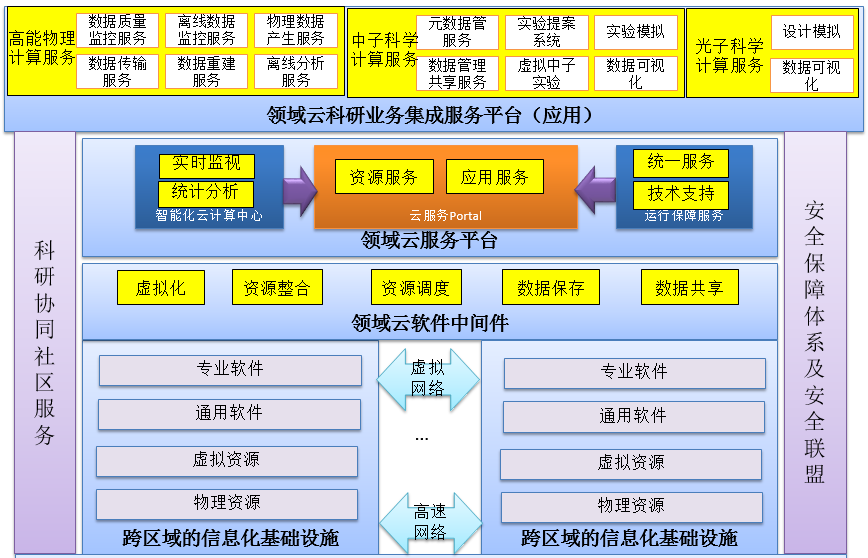 高能物理
计算服务
数据质量
监控服务
离线数据
监控服务
物理数据
产生服务
数据传输
服务
数据重建
服务
离线分析
服务
中子科学
计算服务
元数据管
服务
实验提案
系统
实验模拟
数据管理
共享服务
虚拟中子
实验
数据可视
化
光子科学
计算服务
设计模拟
数据可视
化
领域云科研业务集成服务平台（应用）
科研协同社区服务
实时监视
统计分析
智能化云计算中心
资源服务
应用服务
云服务Portal
统一服务
技术支持
运行保障服务
领域云服务平台
虚拟化
资源整合
资源调度
数据保存
数据共享
领域云软件中间件
专业软件
通用软件
虚拟资源
物理资源
跨区域的信息化基础设施
虚拟
网络
...
高速
网络
专业软件
通用软件
虚拟资源
物理资源
跨区域的信息化基础设施
安全保障体系及安全联盟